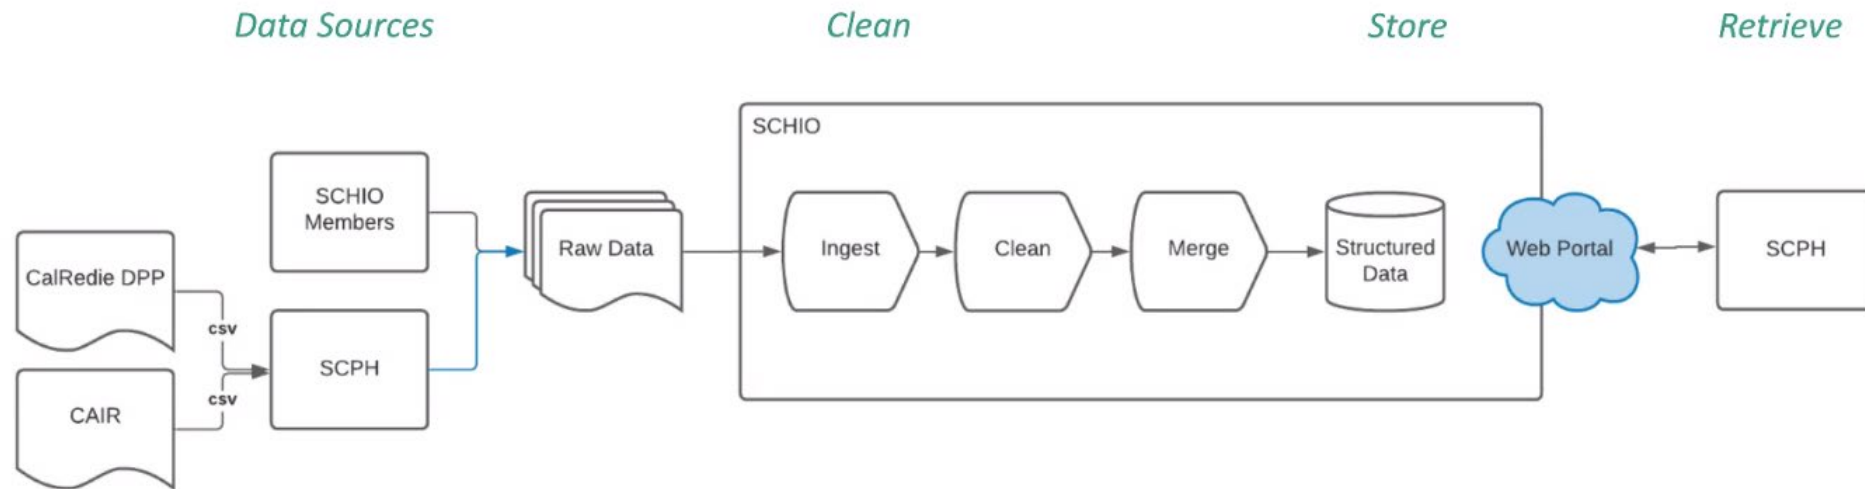 Data Sources
Clean
Store
Retrieve
SCHIO
SCHIO
Members
CalRedie DPP
csv
csv
CAIR
SCPH
Raw Data
Ingest
Clean
Merge
Structured
Data
Web Portal
SCPH